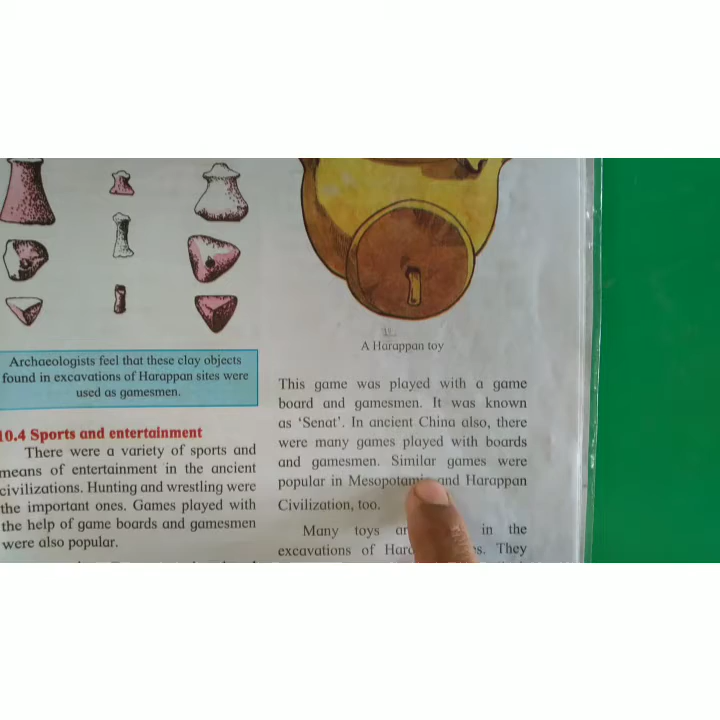 Archaeologists feel that these clay objects
found in excavations of Harappan sites were
used as gamesmen.
10.4 Sports and entertainment
There were a variety of sports and
means of entertainment in the ancient
civilizations. Hunting and wrestling were
the important ones. Games played with
the help of game boards and gamesmen
were also popular.
A Harappan toy
This game was played with a game
board and gamesmen. It was known
as ‘Senat’. In ancient China also, there
were many games played with boards
and gamesmen. Similar games were
popular in Mesopotamia and Harappan
Civilization, too.
Many toys in the
excavations of They